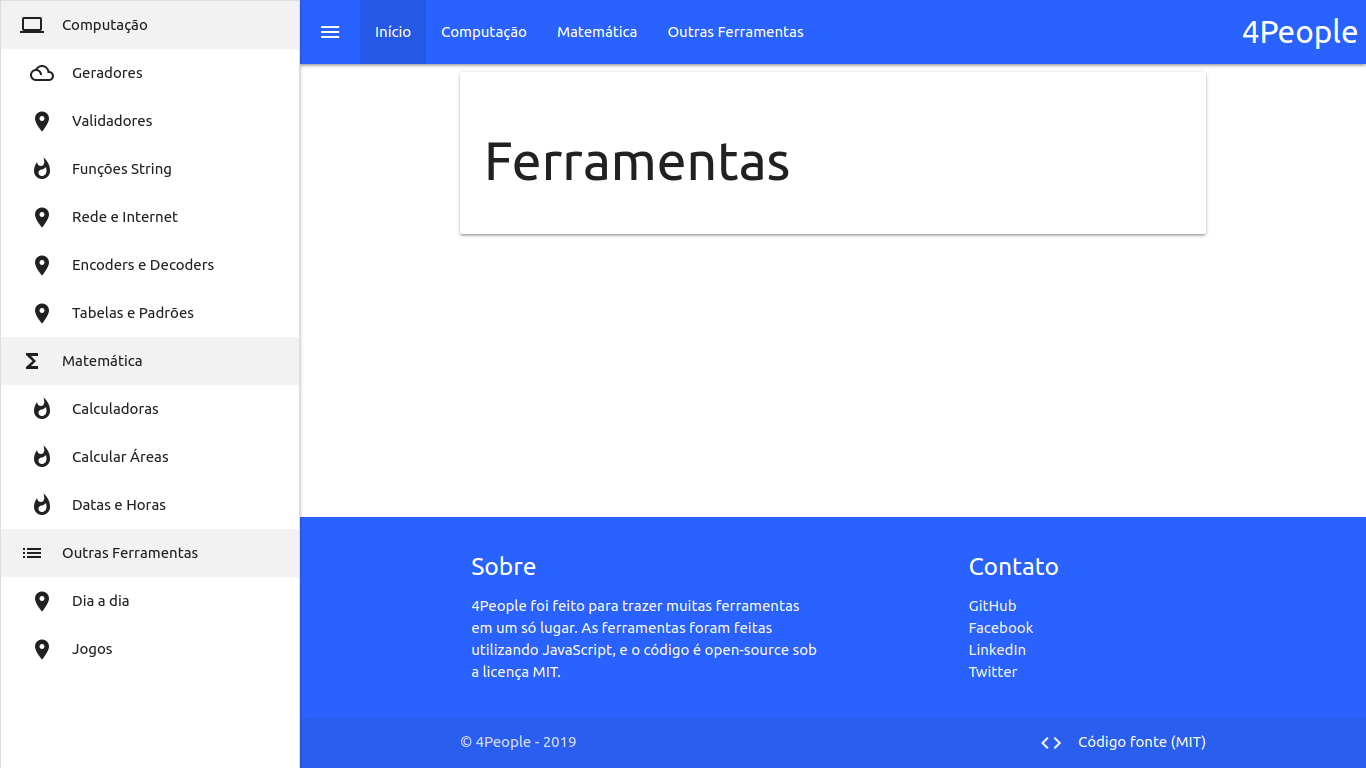 Computação
Geradores
Validadores
Funções String
Rede e Internet
Encoders e Decoders
Tabelas e Padrões
Matemática
Calculadoras
Calcular Áreas
Datas e Horas
Outras Ferramentas
Dia a dia
Jogos
Início Computação Matemática Outras Ferramentas 4People
Ferramentas
Sobre
4People foi feito para trazer muitas ferramentas
em um só lugar. As ferramentas foram feitas
utilizando JavaScript, e o código é open-source sob
a licença MIT.
Contato
GitHub
Facebook
LinkedIn
Twitter
© 4People - 2019
Código fonte (MIT)